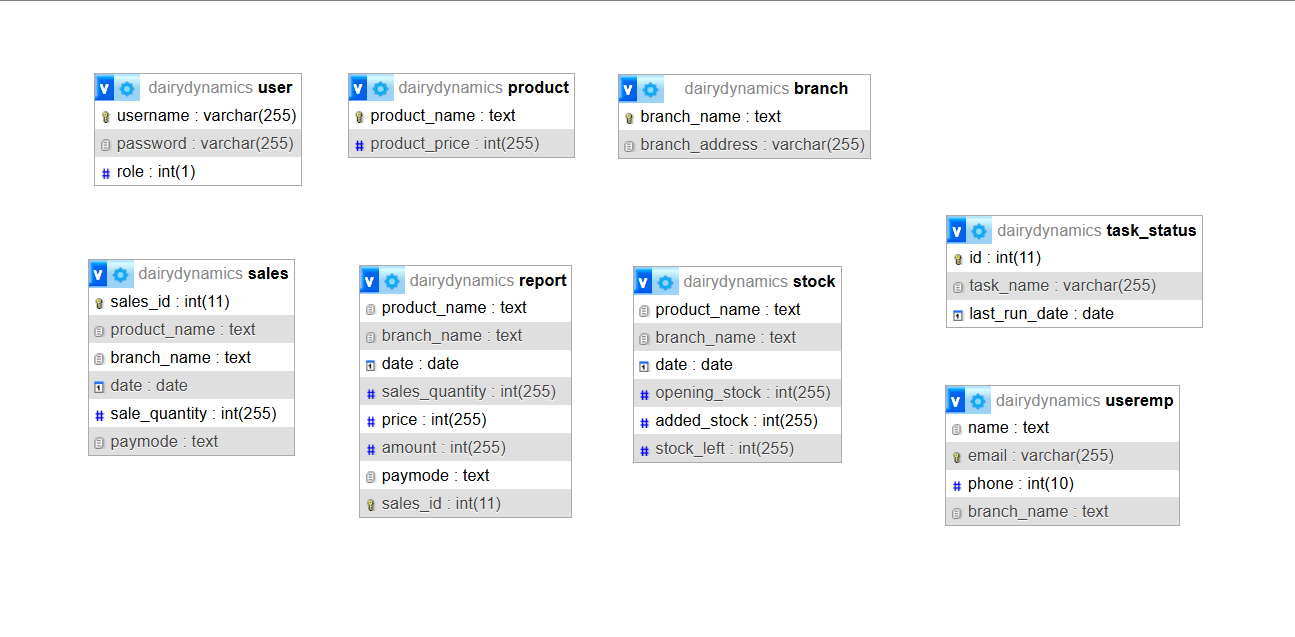 v dairydynamics user
username : varchar(255)
password : varchar(255)
# role : int(1)
v dairydynamics product
product_name : text
# product_price : int(255)
v dairydynamics branch
branch_name : text
branch_address : varchar(255)
v dairydynamics task_status
id : int(11)
task_name : varchar(255)
last_run_date : date
v dairydynamics sales
sales_id : int(11)
product_name : text
branch_name : text
date : date
# sale_quantity : int(255)
paymode : text
v dairydynamics report
product_name : text
branch_name : text
date : date
# sales_quantity : int(255)
# price : int(255)
# amount : int(255)
paymode : text
sales_id : int(11)
v dairydynamics stock
product_name : text
branch_name : text
date : date
# opening_stock : int(255)
# added_stock : int(255)
# stock_left : int(255)
v dairydynamics useremp
name : text
email : varchar(255)
# phone : int(10)
branch_name : text